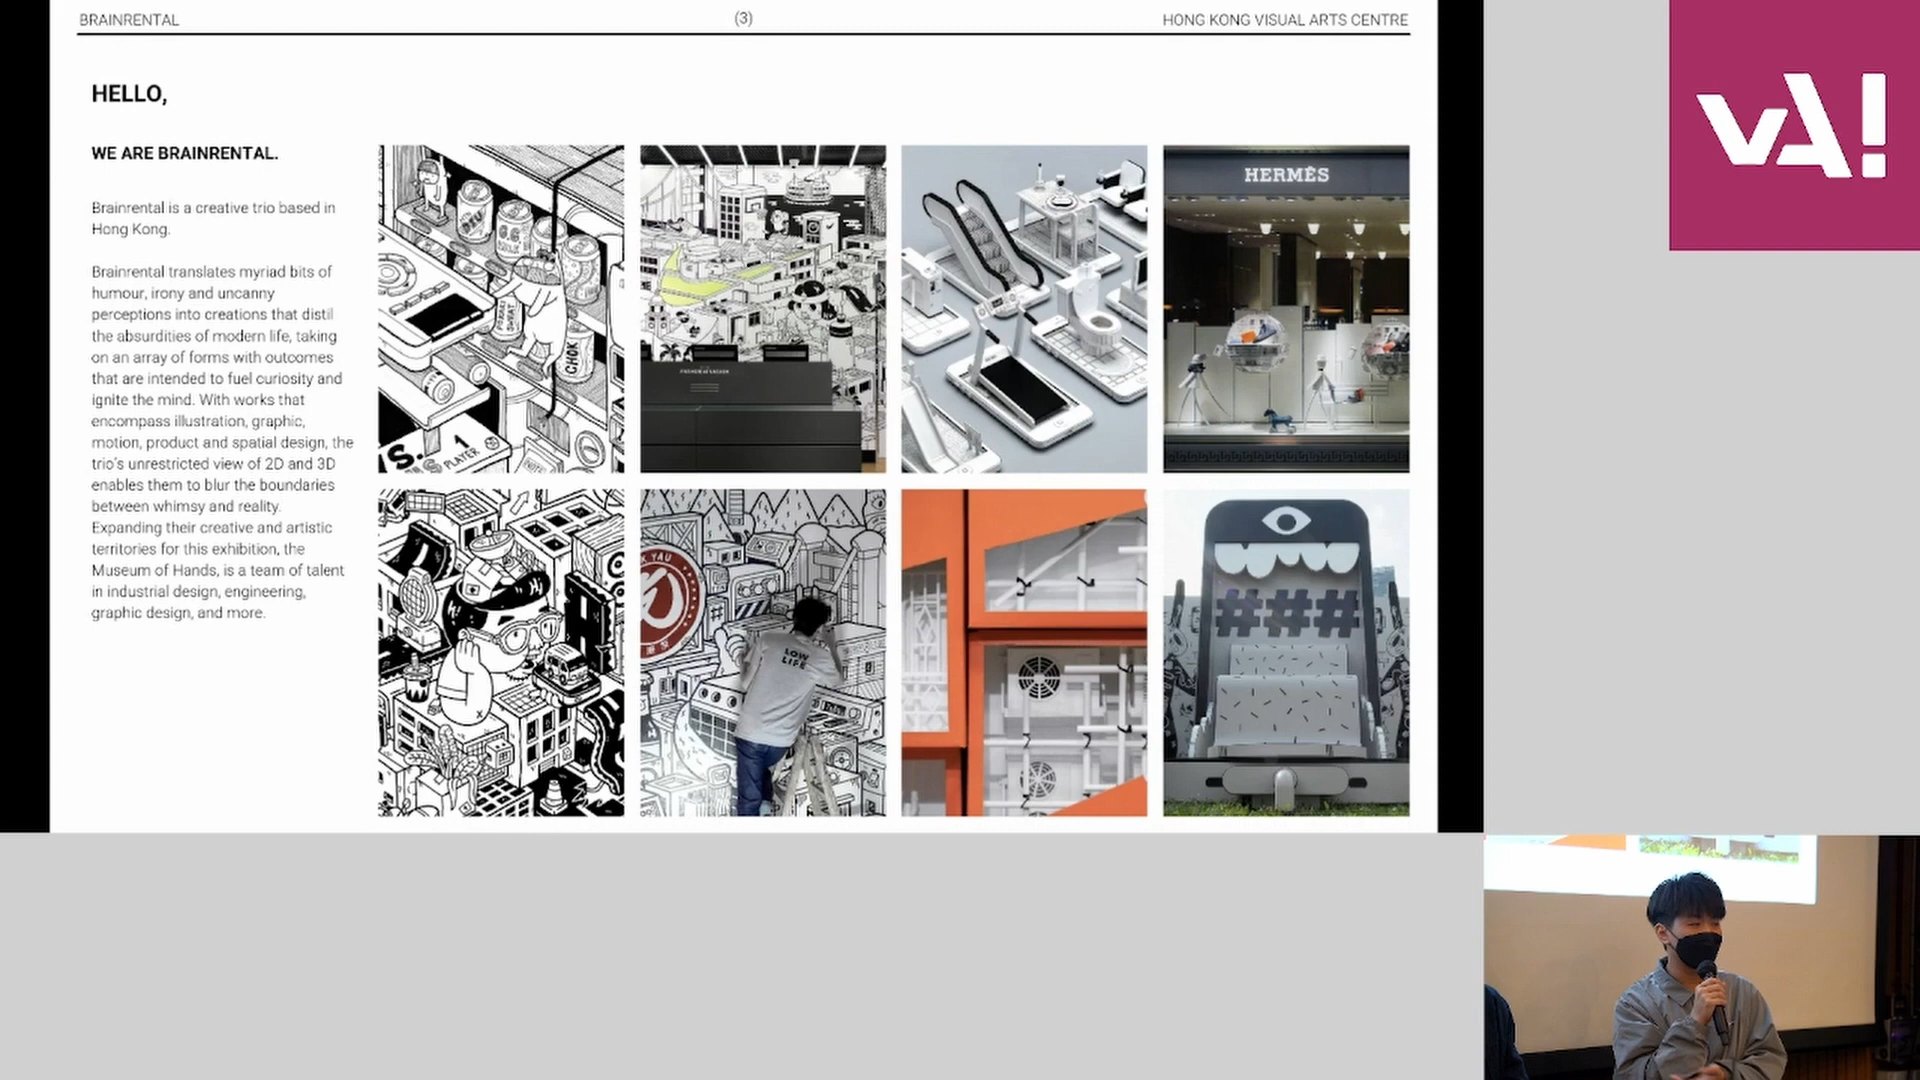 BRAINRENTAL
(3)
HONG KONG VISUAL ARTS CENTRE
HELLO,
WE ARE BRAINRENTAL.
Brainrental is a creative trio based in
Hong Kong.
Brainrental translates myriad bits of
humour, irony and uncanny
perceptions into creations that distil
the absurdities of modern life, taking
on an array of forms with outcomes
that are intended to fuel curiosity and
ignite the mind. With works that
encompass illustration, graphic,
motion, product and spatial design, the
trio's unrestricted view of 2D and 3D
enables them to blur the boundaries
between whimsy and reality.
Expanding their creative and artistic
territories for this exhibition, the
Museum of Hands, is a team of talent
in industrial design, engineering,
graphic design, and more.
CHOK
VS.
1
PLAYER
HERMÈS
YAU
LOW
LIFE
###
vA!